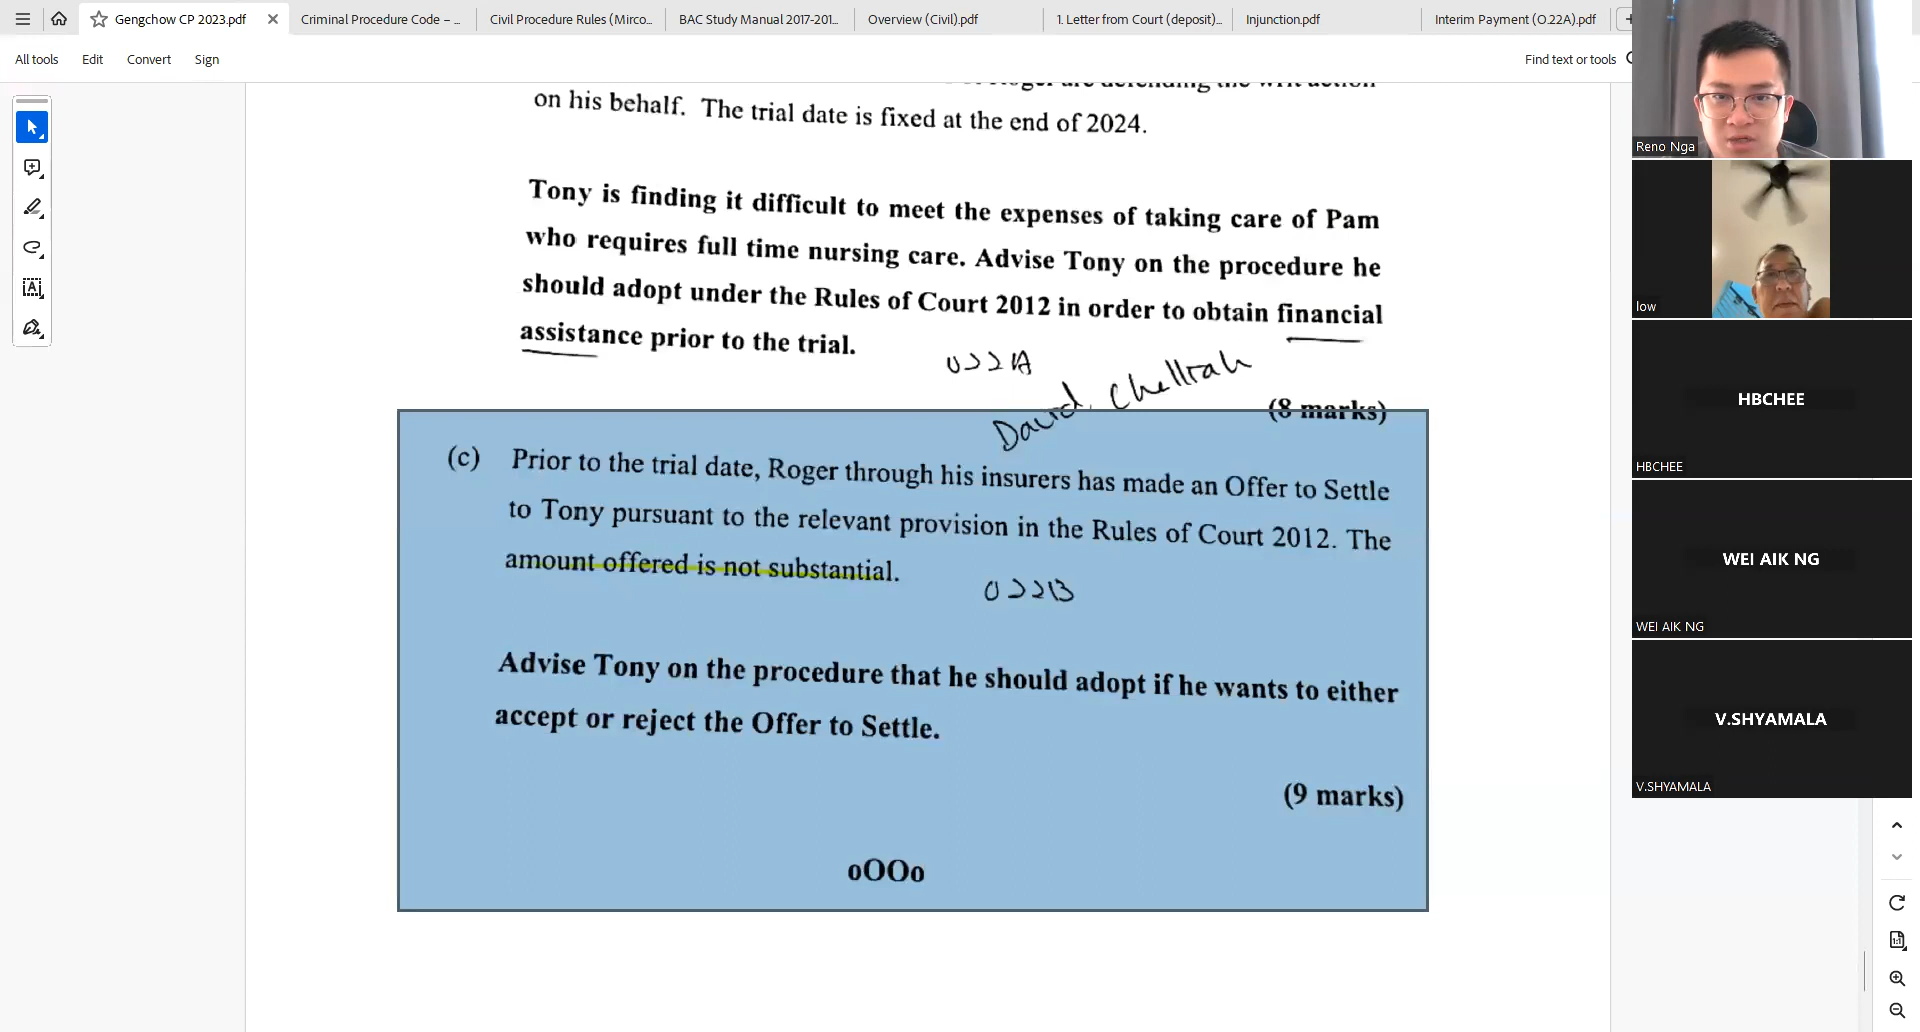 Gengchow CP 2023.pdf
Criminal Procedure Code – ...
Civil Procedure Rules (Mirco...
BAC Study Manual 2017-201...
Overview (Civil).pdf
1. Letter from Court (deposit)...
Injunction.pdf
Interim Payment (O.22A).pdf
All tools
Edit
Convert
Sign
Find text or tools
on his behalf. The trial date is fixed at the end of 2024.
Tony is finding it difficult to meet the expenses of taking care of Pam
who requires full time nursing care. Advise Tony on the procedure he
should adopt under the Rules of Court 2012 in order to obtain financial
assistance prior to the trial.
O22A
David, Chellrah
(8 marks)
(c) Prior to the trial date, Roger through his insurers has made an Offer to Settle
to Tony pursuant to the relevant provision in the Rules of Court 2012. The
amount offered is not substantial.
O22B
Advise Tony on the procedure that he should adopt if he wants to either
accept or reject the Offer to Settle.
(9 marks)
oOOo
Reno Nga
low
HBCHEE
HBCHEE
WEI AIK NG
WEI AIK NG
V.SHYAMALA
V.SHYAMALA